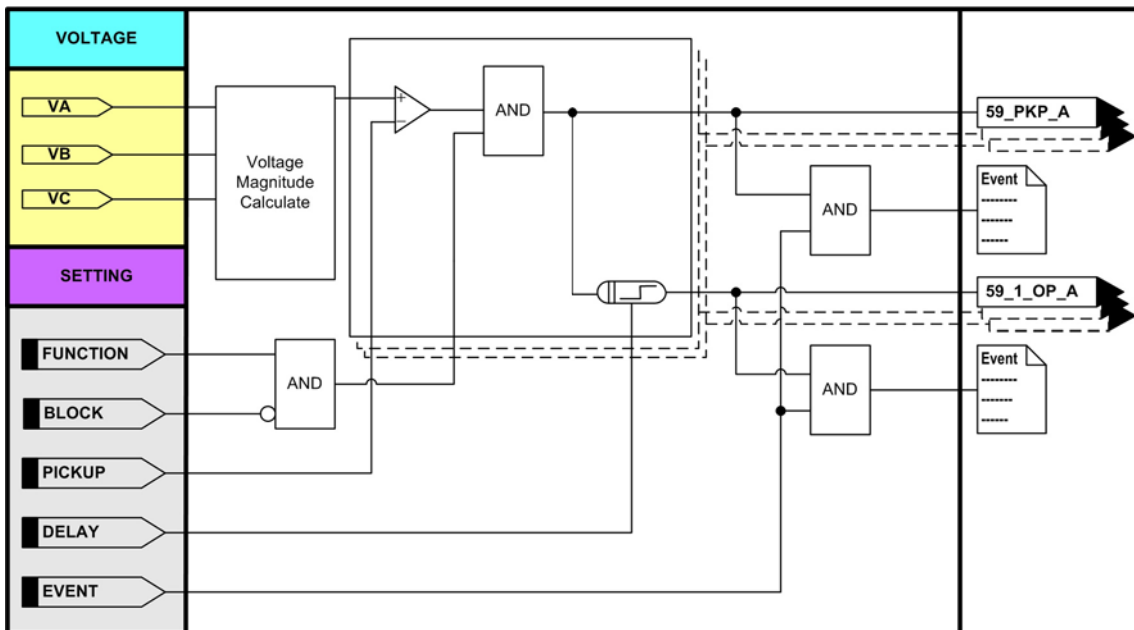 VOLTAGE
VA
VB
VC
Voltage
Magnitude
Calculate
+
−
AND
59_PKP_A
AND
Event
--------
-------
------
SETTING
59_1_OP_A
FUNCTION
AND
BLOCK
AND
Event
--------
-------
------
PICKUP
DELAY
EVENT